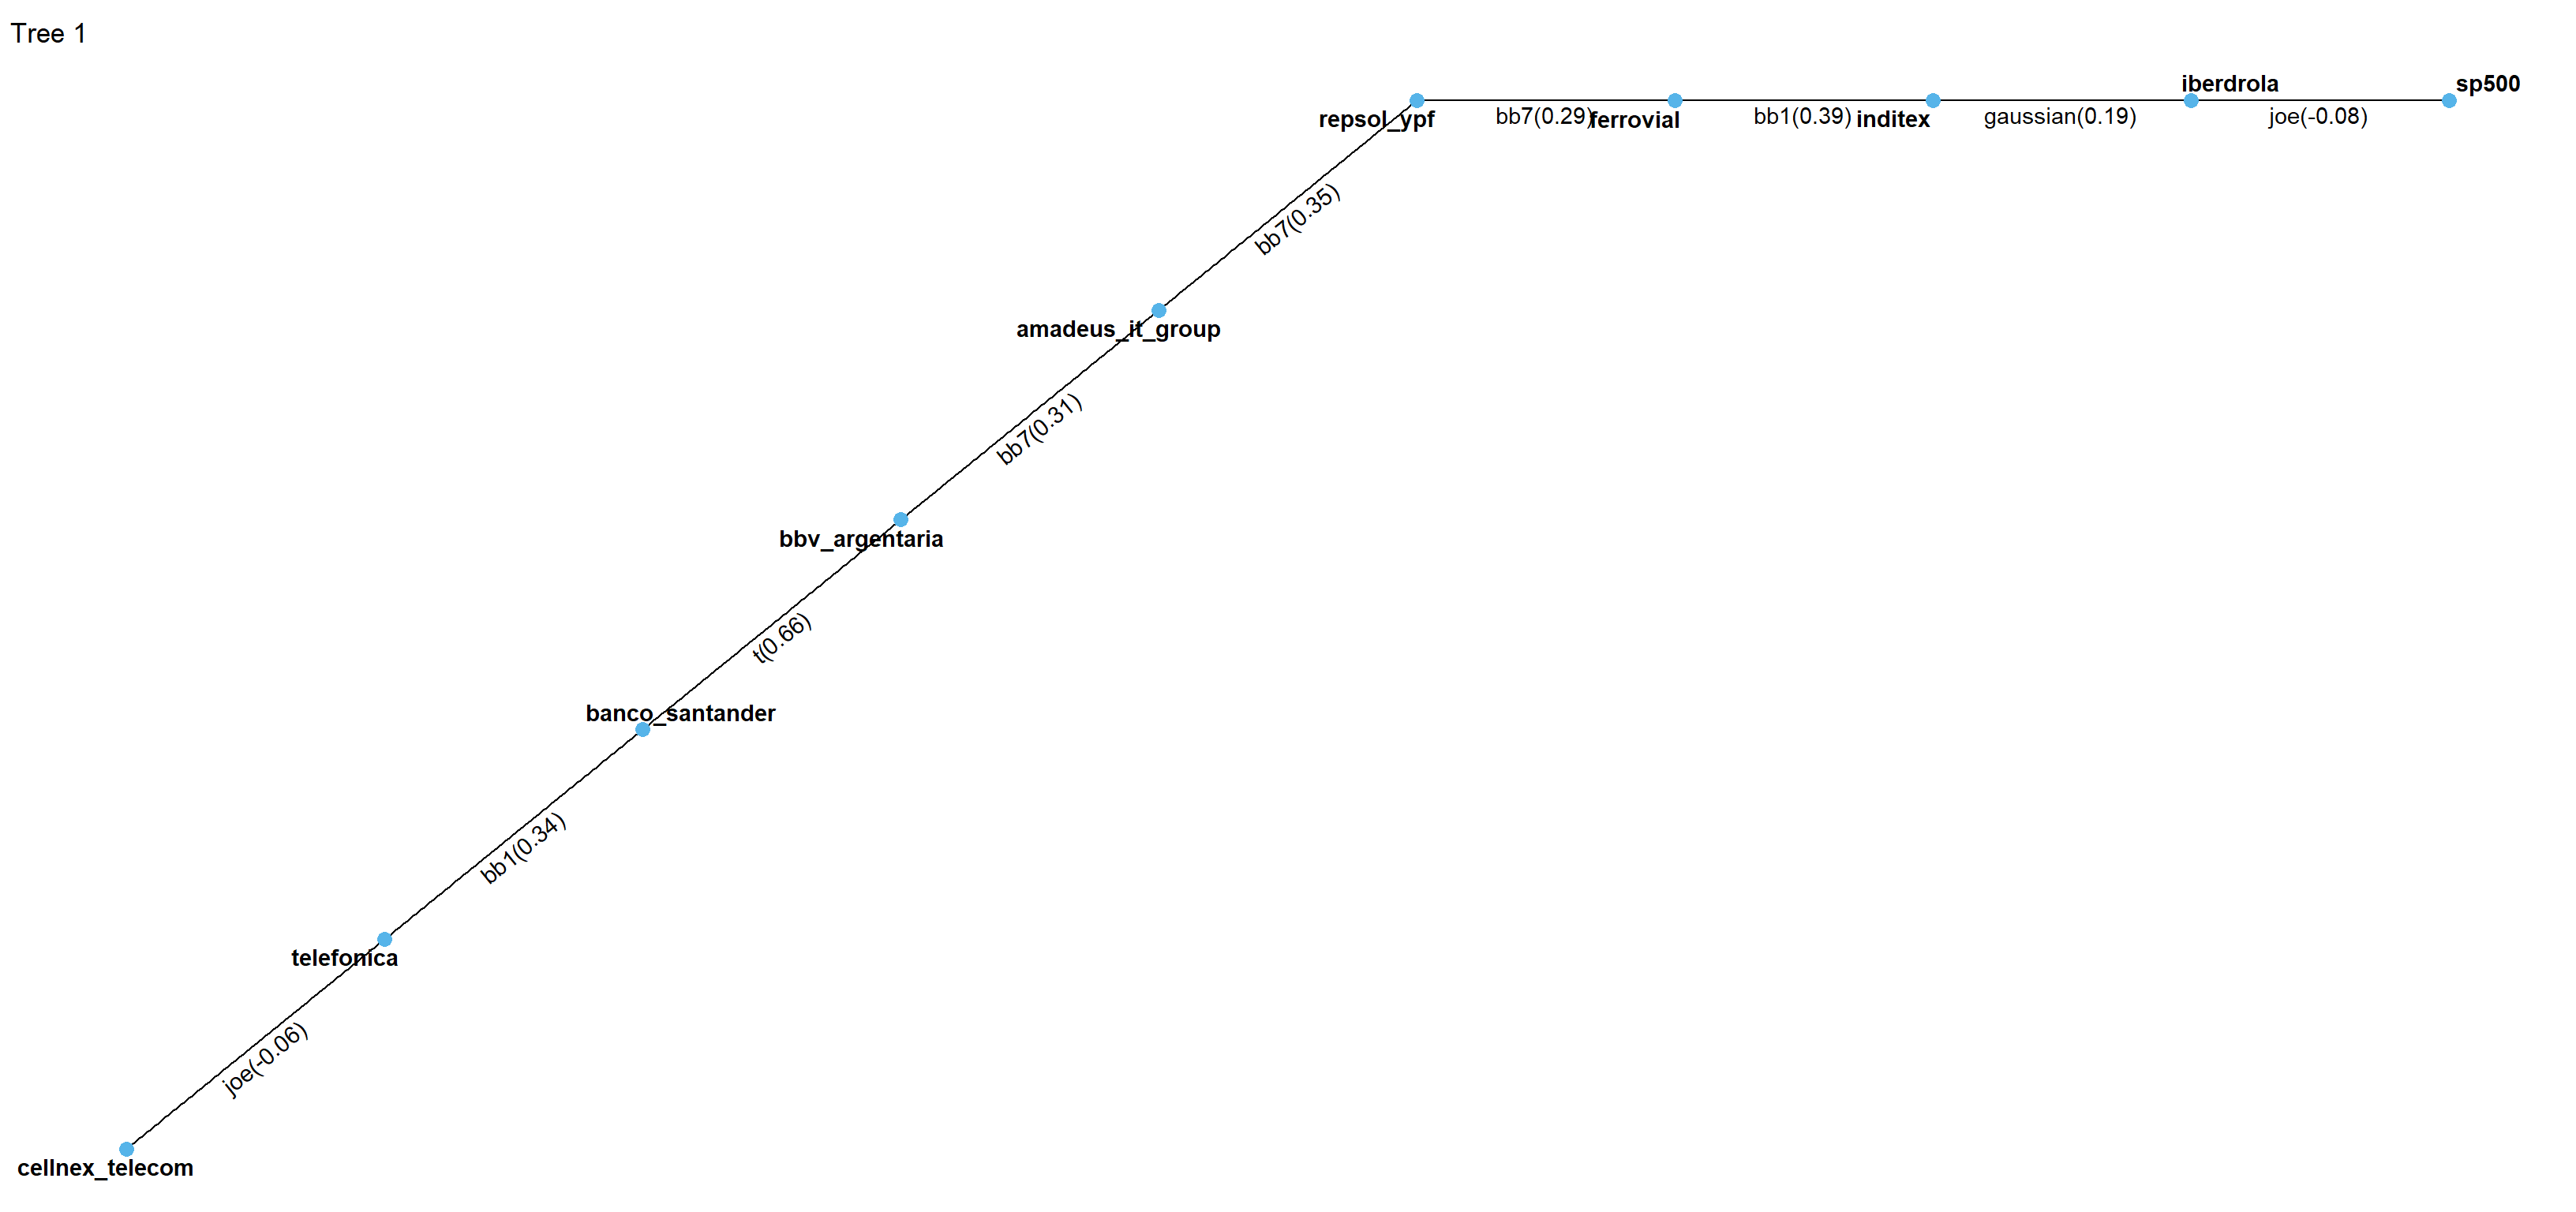 Tree 1
iberdrola
sp500
repsol_ypf
bb7(0.29)
ferrovial
bb1(0.39)
inditex
gaussian(0.19)
joe(-0.08)
bb7(0.35)
amadeus_it_group
bb7(0.31)
bbv_argentaria
t(0.66)
banco_santander
bb1(0.34)
telefonica
joe(-0.06)
cellnex_telecom